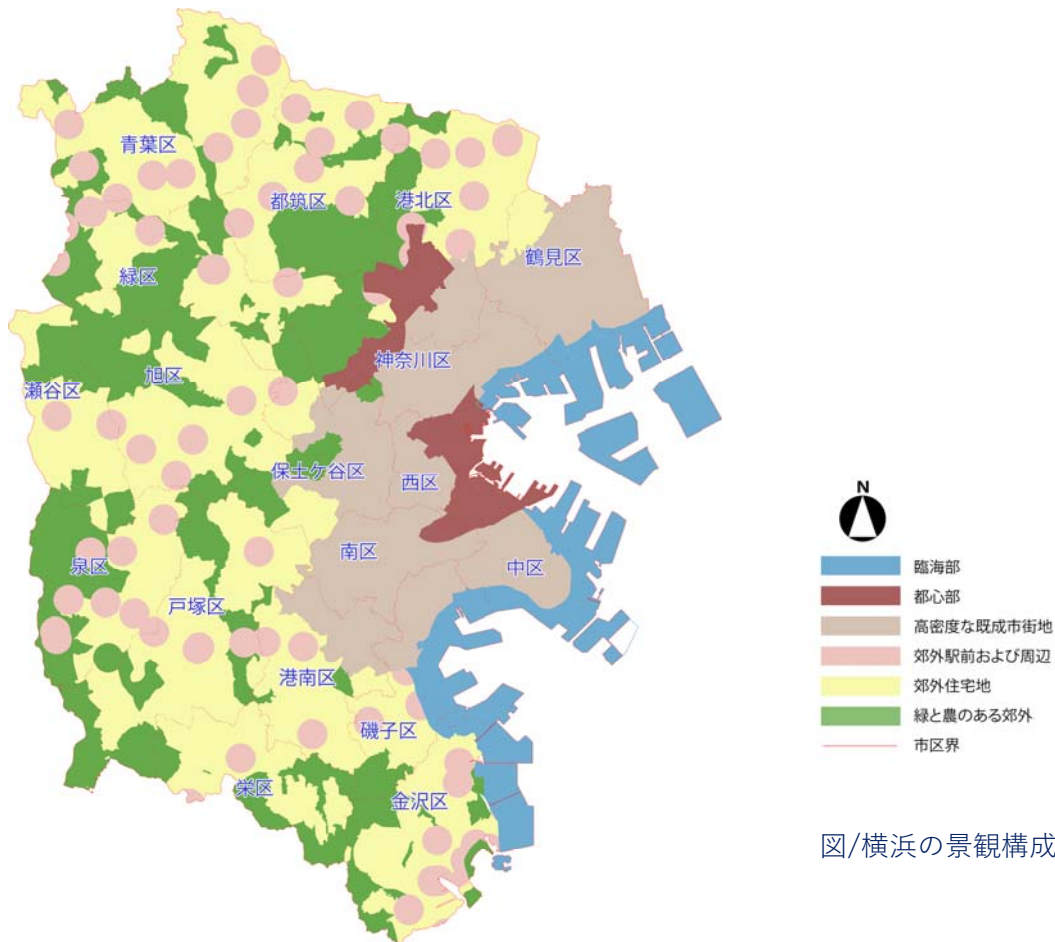 青葉区
都筑区
港北区
鶴見区
緑区
神奈川区
旭区
瀬谷区
保土ケ谷区
西区
南区
中区
泉区
戸塚区
港南区
磯子区
栄区
金沢区
N
臨海部
都心部
高密度な既成市街地
郊外駅前および周辺
郊外住宅地
緑と農のある郊外
市区界
図/横浜の景観構成